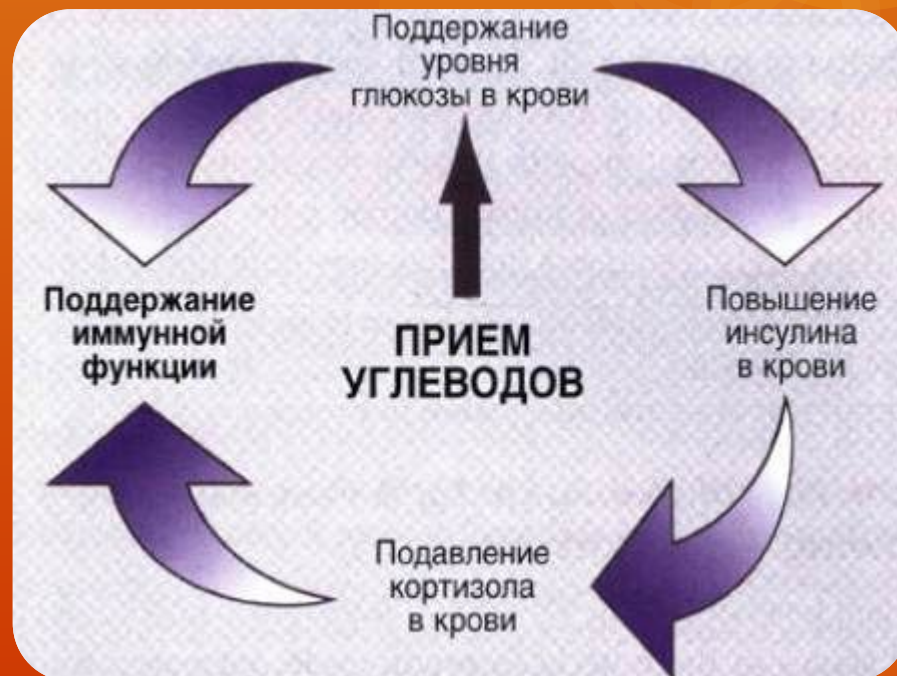 Поддержание
уровня
глюкозы в крови
Поддержание
иммунной
функции
ПРИЕМ
УГЛЕВОДОВ
Повышение
инсулина
в крови
Подавление
кортизола
в крови